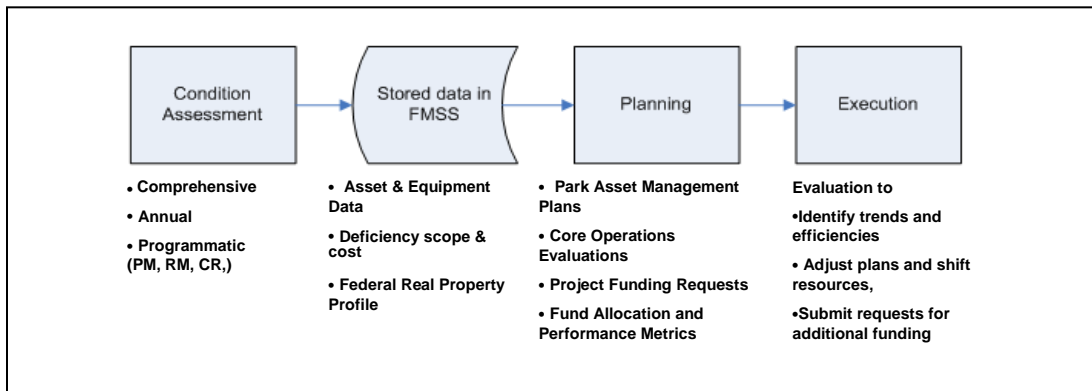 Condition
Assessment
Stored data in
FMSS
Planning
Execution
• Comprehensive
• Annual
• Programmatic
(PM, RM, CR,)
• Asset & Equipment
Data
• Deficiency scope &
cost
• Federal Real Property
Profile
• Park Asset Management
Plans
• Core Operations
Evaluations
• Project Funding Requests
• Fund Allocation and
Performance Metrics
Evaluation to
•Identify trends and
efficiencies
• Adjust plans and shift
resources,
•Submit requests for
additional funding